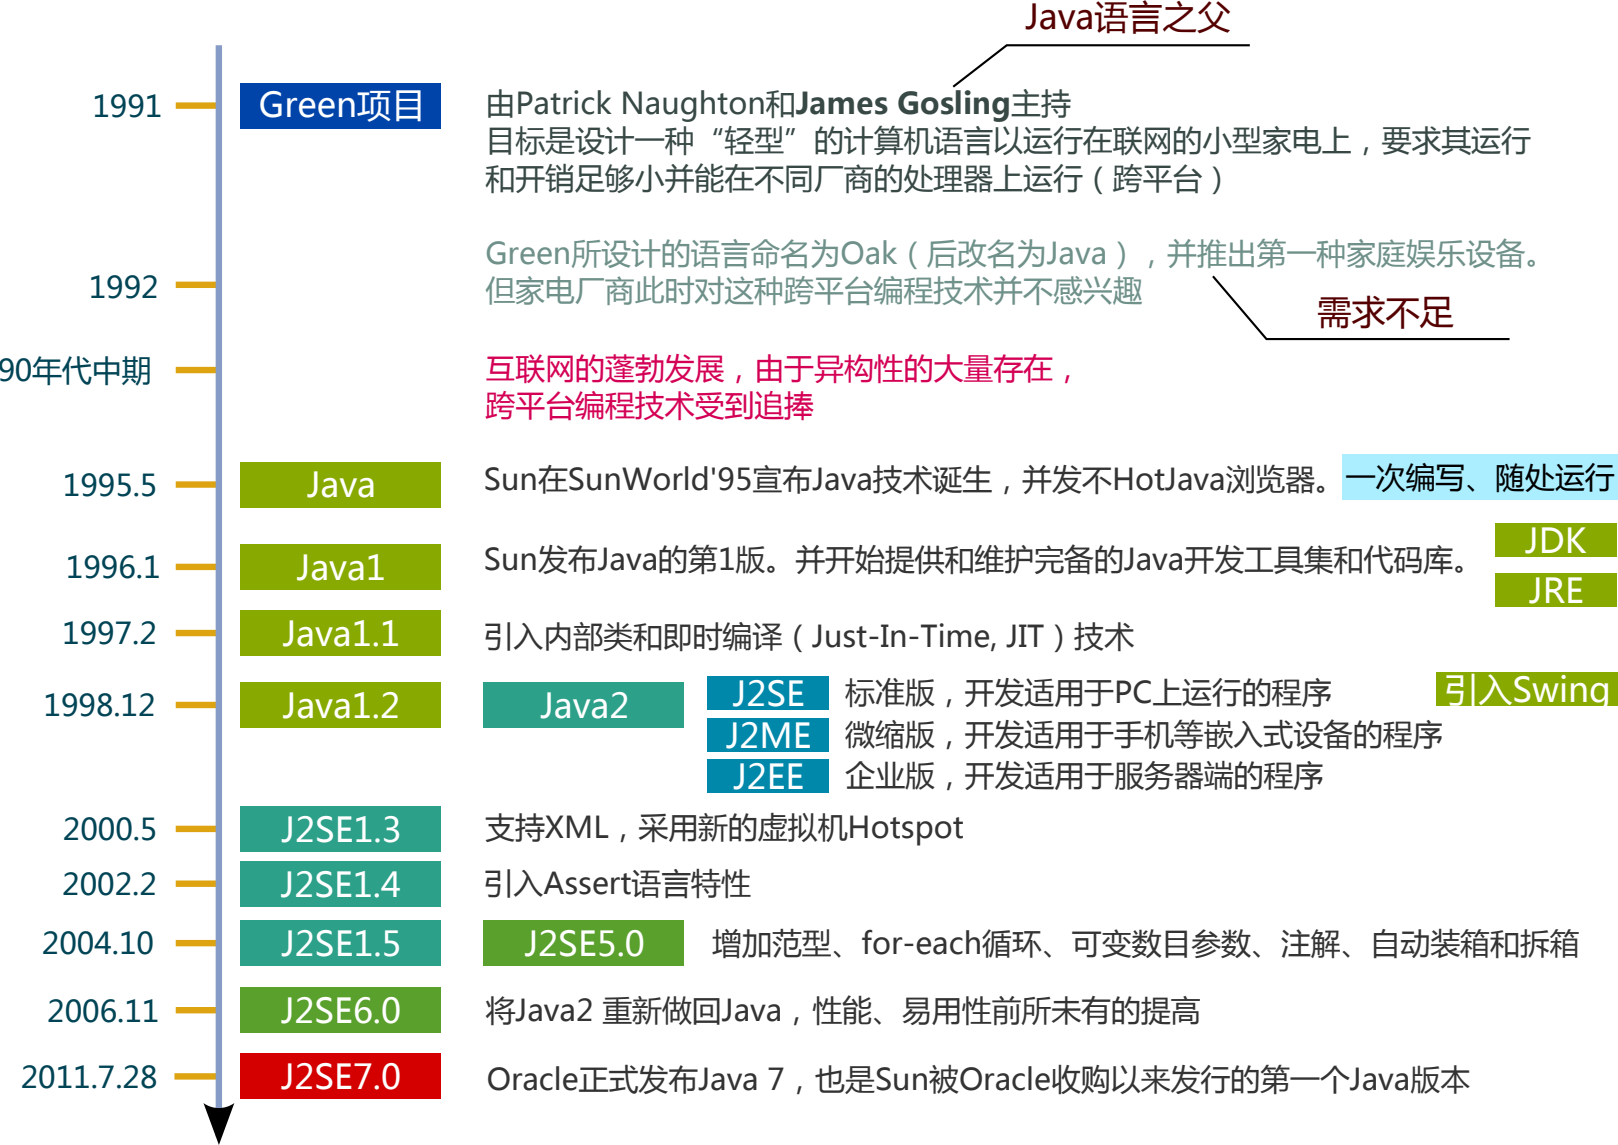 Java语言之父
1991
Green项目
由Patrick Naughton和James Gosling主持
目标是设计一种“轻型”的计算机语言以运行在联网的小型家电上，要求其运行
和开销足够小并能在不同厂商的处理器上运行（跨平台）
1992
Green所设计的语言命名为Oak（后改名为Java），并推出第一种家庭娱乐设备。
但家电厂商此时对这种跨平台编程技术并不感兴趣
需求不足
90年代中期
互联网的蓬勃发展，由于异构性的大量存在，
跨平台编程技术受到追捧
1995.5
Java
Sun在SunWorld'95宣布Java技术诞生，并发不HotJava浏览器。
一次编写、随处运行
1996.1
Java1
Sun发布Java的第1版。并开始提供和维护完备的Java开发工具集和代码库。
JDK
JRE
1997.2
Java1.1
引入内部类和即时编译（Just-In-Time, JIT）技术
1998.12
Java1.2
Java2
J2SE
标准版，开发适用于PC上运行的程序
引入Swing
J2ME
微缩版，开发适用于手机等嵌入式设备的程序
J2EE
企业版，开发适用于服务器端的程序
2000.5
J2SE1.3
支持XML，采用新的虚拟机Hotspot
2002.2
J2SE1.4
引入Assert语言特性
2004.10
J2SE1.5
J2SE5.0
增加范型、for-each循环、可变数目参数、注解、自动装箱和拆箱
2006.11
J2SE6.0
将Java2 重新做回Java，性能、易用性前所未有的提高
2011.7.28
J2SE7.0
Oracle正式发布Java 7，也是Sun被Oracle收购以来发行的第一个Java版本